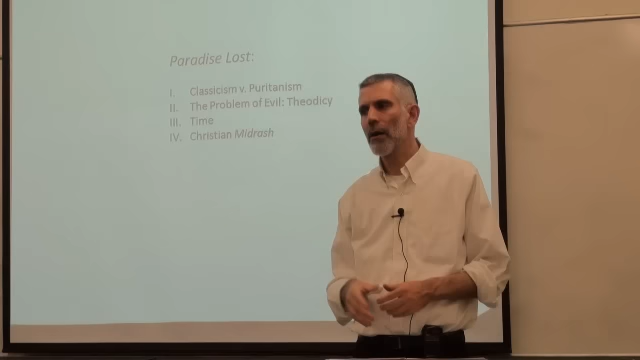 Paradise Lost:
I. Classicism v. Puritanism
II. The Problem of Evil: Theodicy
III. Time
IV. Christian Midrash